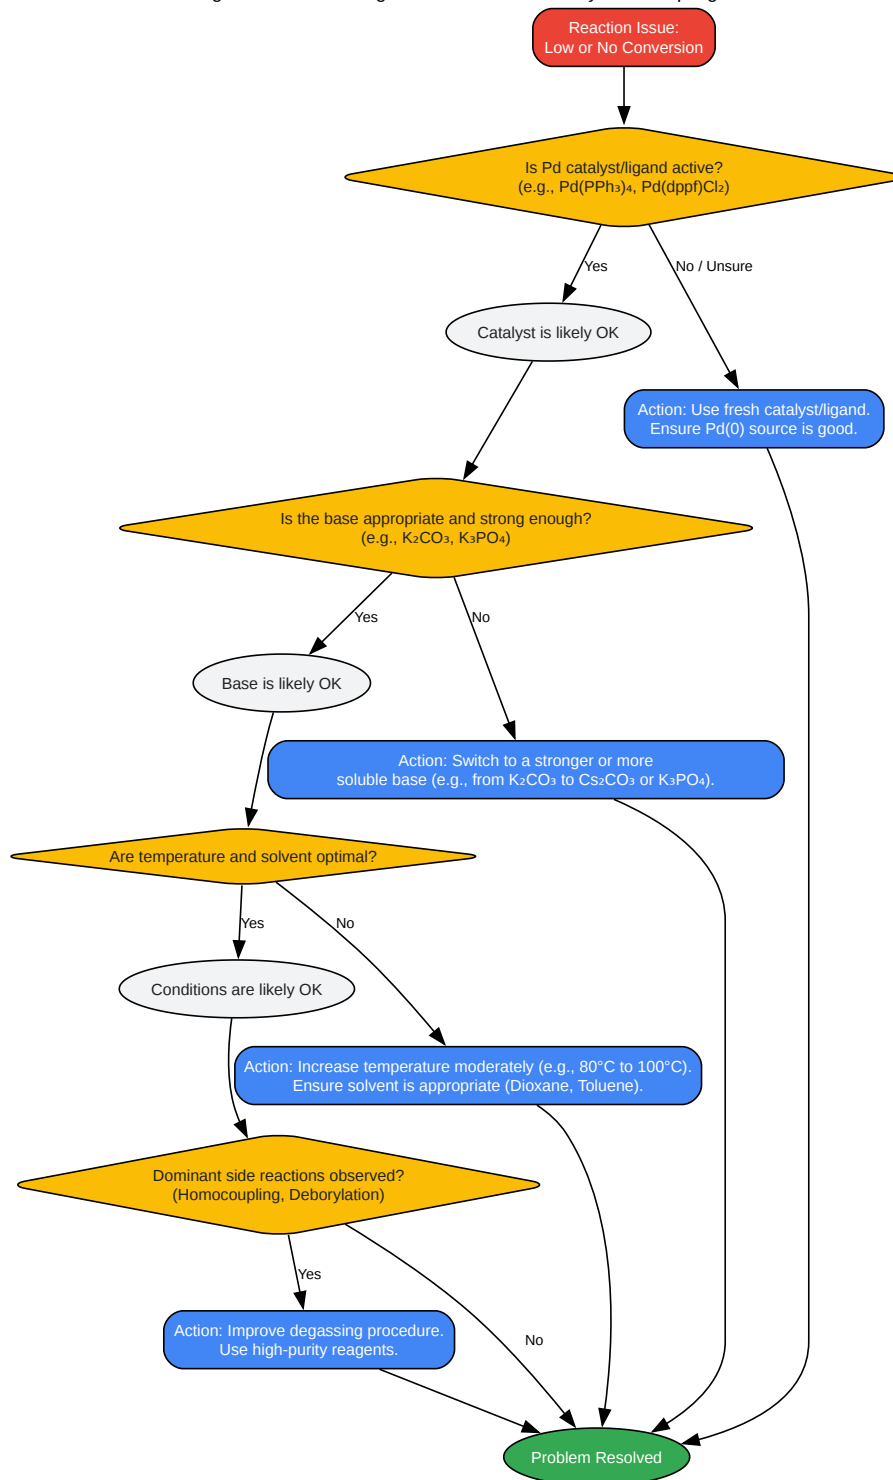 Reaction Issue:
Low or No Conversion
Is Pd catalyst/ligand active?
(e.g., Pd(PPh₃)₄, Pd(dppf)Cl₂)
Yes
No / Unsure
Catalyst is likely OK
Action: Use fresh catalyst/ligand.
Ensure Pd(0) source is good.
Is the base appropriate and strong enough?
(e.g., K₂CO₃, K₃PO₄)
Yes
No
Base is likely OK
Action: Switch to a stronger or more
soluble base (e.g., from K₂CO₃ to Cs₂CO₃ or K₃PO₄).
Are temperature and solvent optimal?
Yes
No
Conditions are likely OK
Action: Increase temperature moderately (e.g., 80°C to 100°C).
Ensure solvent is appropriate (Dioxane, Toluene).
Dominant side reactions observed?
(Homocoupling, Deborylation)
Yes
No
Action: Improve degassing procedure.
Use high-purity reagents.
Problem Resolved